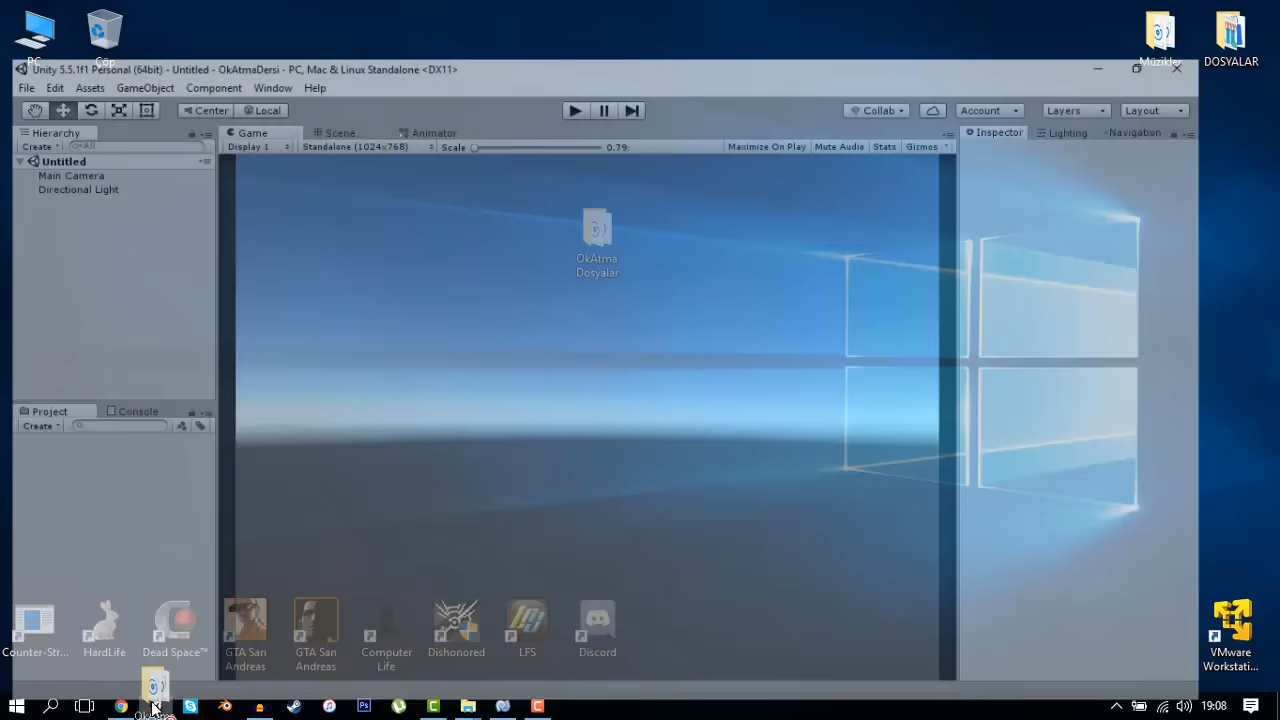 PC
Çöp
Müzikler
DOSYALAR
Unity 5.5.1f1 Personal (64bit) - Untitled - OkAtmaDersi - PC, Mac & Linux Standalone <DX11>
File Edit Assets GameObject Component Window Help
Center Local Collab Account Layers Layout
Hierarchy Game Scene Animator Inspector Lighting Navigation
Create All Display 1 Standalone (1024x768) Scale 0.79: Maximize On Play Mute Audio Stats Gizmos
Untitled
Main Camera
Directional Light
OkAtma
Dosyalar
Project Console
Create
Counter-Str...
HardLife
Dead Space™
GTA San
Andreas
GTA San
Andreas
Computer
Life
Dishonored
LFS
Discord
VMware
Workstati...
19:08